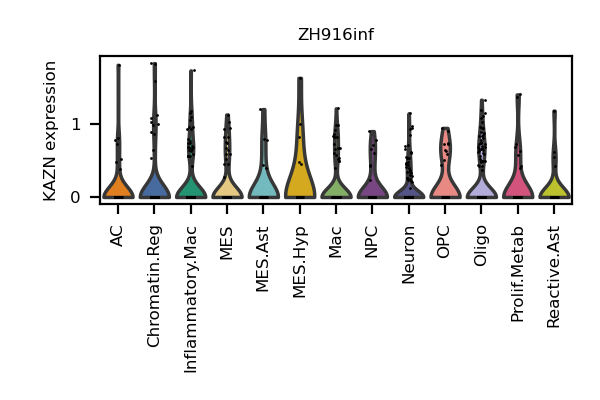 ZH916inf
KAZN expression
1
0
AC
Chromatin.Reg
Inflammatory.Mac
MES
MES.Ast
MES.Hyp
Mac
NPC
Neuron
OPC
Oligo
Prolif.Metab
Reactive.Ast